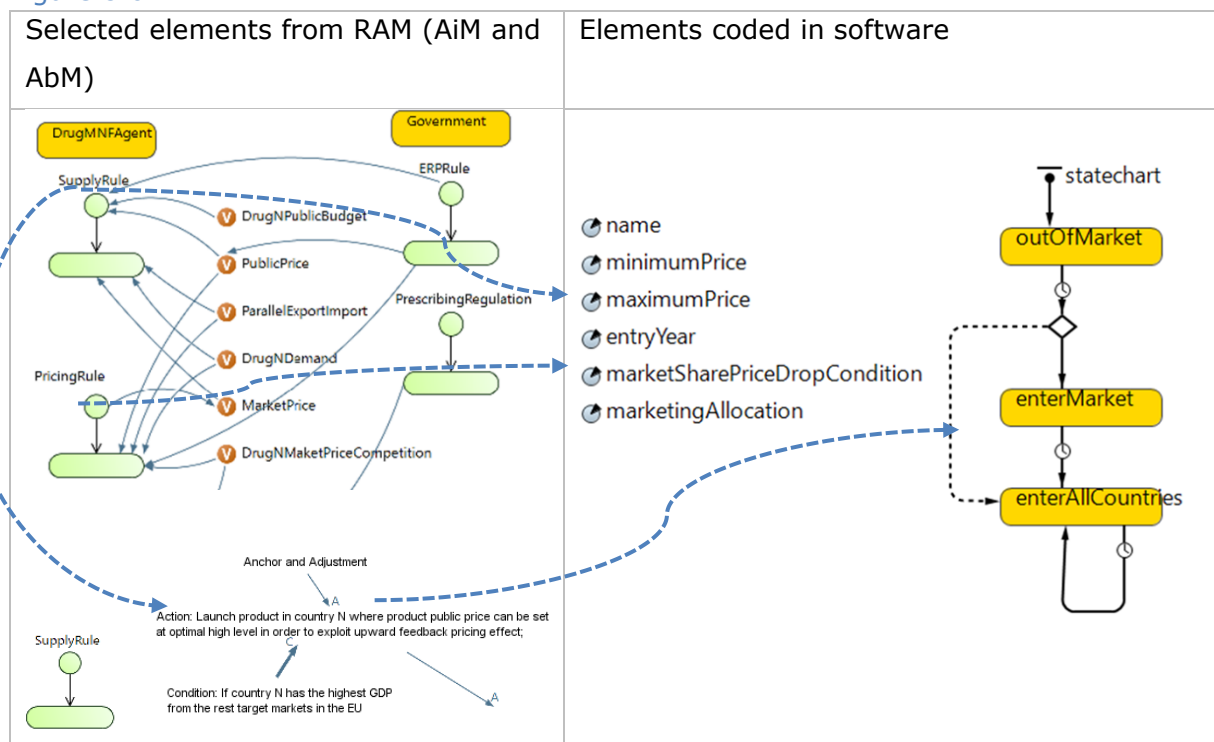 Selected elements from RAM (AiM and
AbM)
Elements coded in software
DrugMNFAgent
Government
SupplyRule
ERPRule
DrugNPublicBudget
PublicPrice
ParallelExportImport
PrescribingRegulation
DrugNDemand
PricingRule
MarketPrice
DrugNMaketPriceCompetition
V
V
V
V
V
V
Anchor and Adjustment
A
Action: Launch product in country N where product public price can be set
at optimal high level in order to exploit upward feedback pricing effect;
C
SupplyRule
Condition: If country N has the highest GDP
from the rest target markets in the EU
A
name
minimumPrice
maximumPrice
entryYear
marketSharePriceDropCondition
marketingAllocation
statechart
outOfMarket
enterMarket
enterAllCountries